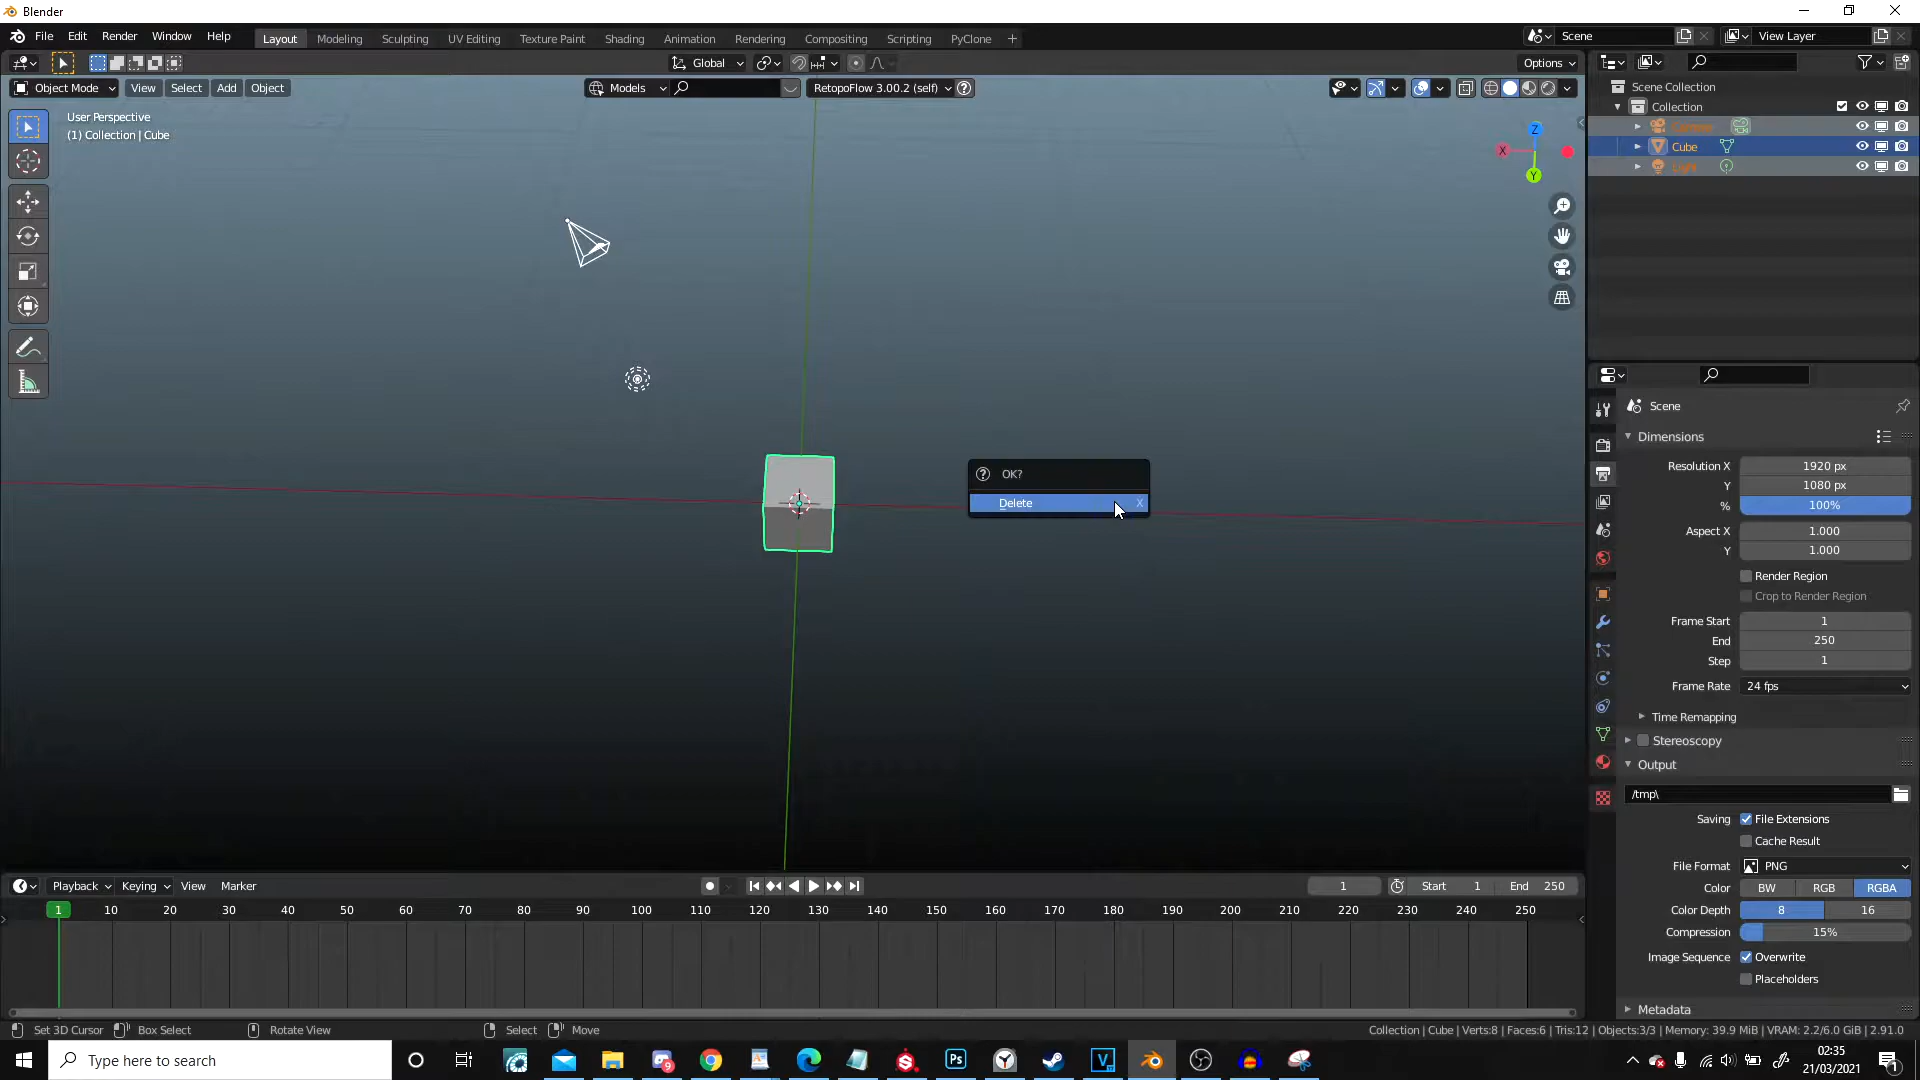 Blender
File Edit Render Window Help Layout Modeling Sculpting UV Editing Texture Paint Shading Animation Rendering Compositing Scripting PyClone + Scene View Layer
Global Options
Object Mode View Select Add Object Models RetopoFlow 3.00.2 (self)
User Perspective
(1) Collection | Cube
Z
X
Y
Scene Collection
Collection
Camera
Cube
Light
OK?
Delete X
Scene
Dimensions
Resolution X 1920 px
Y 1080 px
% 100%
Aspect X 1.000
Y 1.000
Render Region
Crop to Render Region
Frame Start 1
End 250
Step 1
Frame Rate 24 fps
Time Remapping
Stereoscopy
Output
/tmp\
Saving File Extensions
Cache Result
File Format PNG
Color BW RGB RGBA
Color Depth 8 16
Compression 15%
Image Sequence Overwrite
Placeholders
Metadata
Playback Keying View Marker 1 Start 1 End 250
1 10 20 30 40 50 60 70 80 90 100 110 120 130 140 150 160 170 180 190 200 210 220 230 240 250
Set 3D Cursor Box Select Rotate View Select Move Collection | Cube | Verts:8 | Faces:6 | Tris:12 | Objects:3/3 | Memory: 39.9 MiB | VRAM: 2.2/6.0 GiB | 2.91.0
Type here to search 9 Ps 02:35
21/03/2021 1